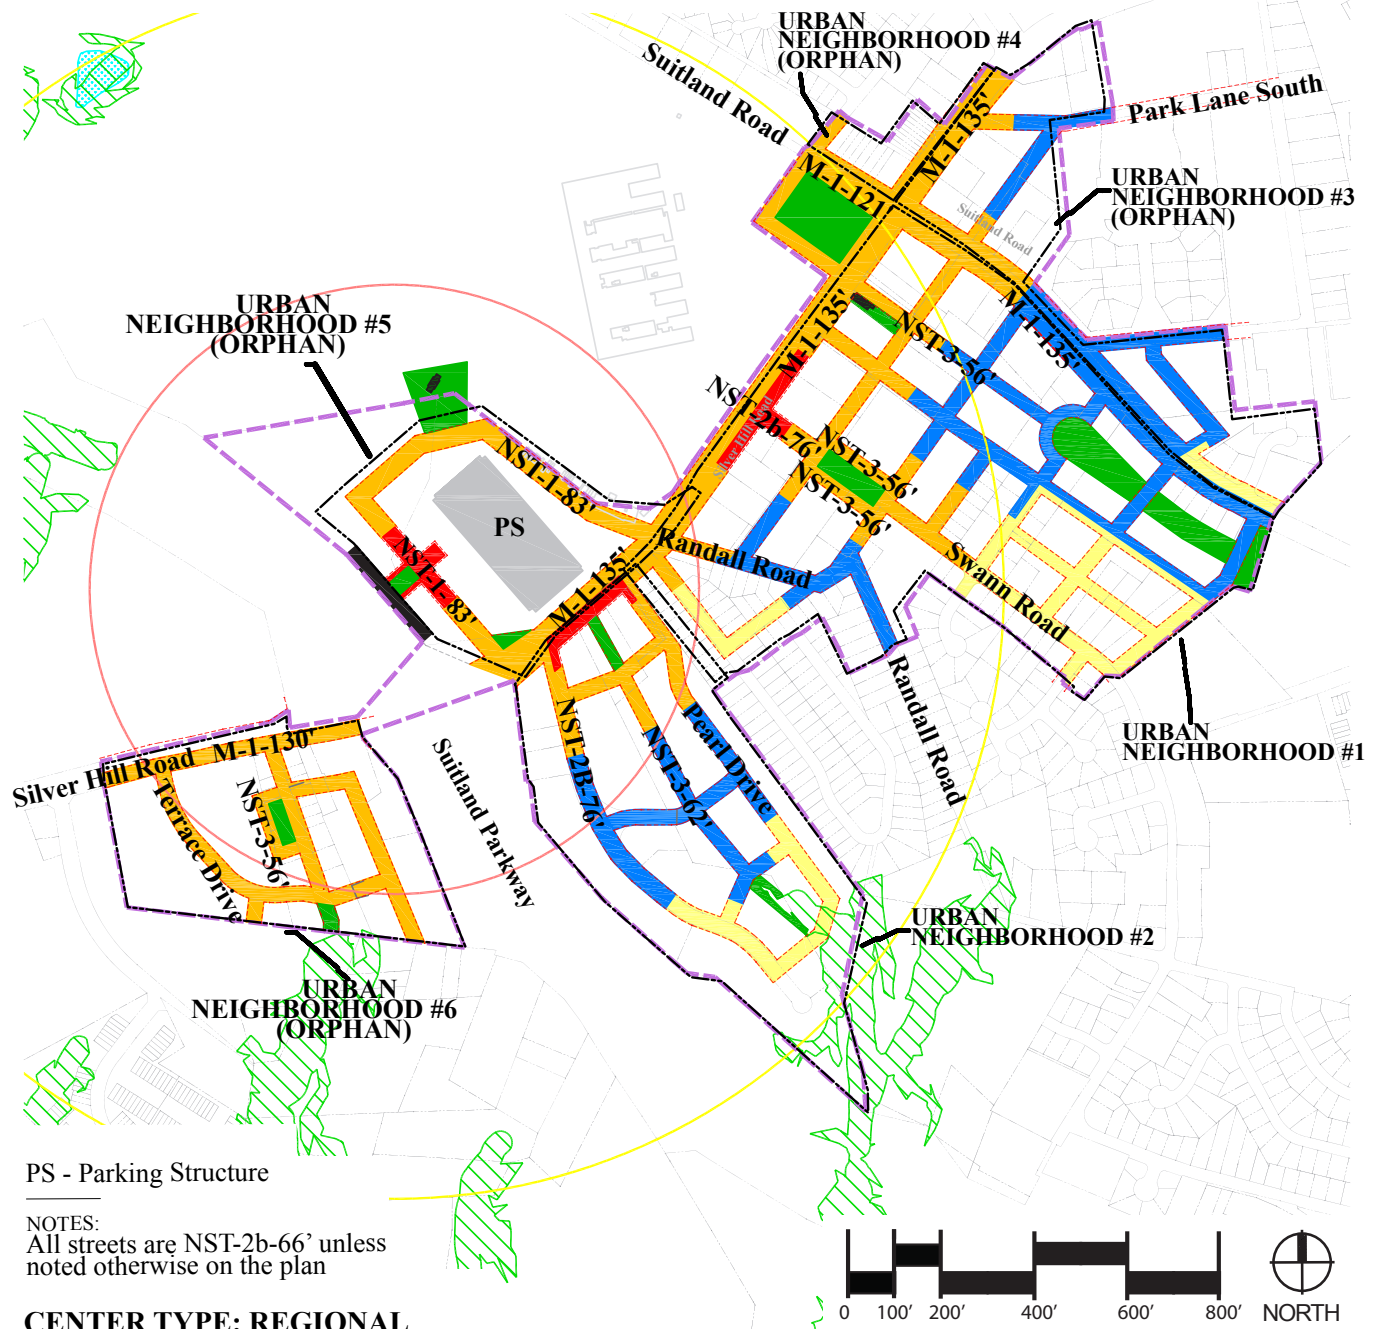 URBAN
NEIGHBORHOOD #4
(ORPHAN)
Suitland Road
M-1-135'
Park Lane South
M-1-121'
URBAN
NEIGHBORHOOD #3
(ORPHAN)
Suitland Road
URBAN
NEIGHBORHOOD #5
(ORPHAN)
M-1-135'
M-1-135'
NST-3-56'
NST-2b-76'
Silver Hill Road
NST-3-56'
NST-3-56'
NST-1-83'
PS
NST-1- 83'
M-1-135'
Randall Road
Swann Road
Randall Road
URBAN
NEIGHBORHOOD #1
Silver Hill Road M-1-130'
Terrace Drive
NST-3-56'
Suitland Parkway
NST-2B-76'
NST-3-62'
Pearl Drive
URBAN
NEIGHBORHOOD #2
URBAN
NEIGHBORHOOD #6
(ORPHAN)
PS - Parking Structure
NOTES:
All streets are NST-2b-66’ unless
noted otherwise on the plan
CENTER TYPE: REGIONAL
0 100’ 200’ 400’ 600’ 800’
NORTH